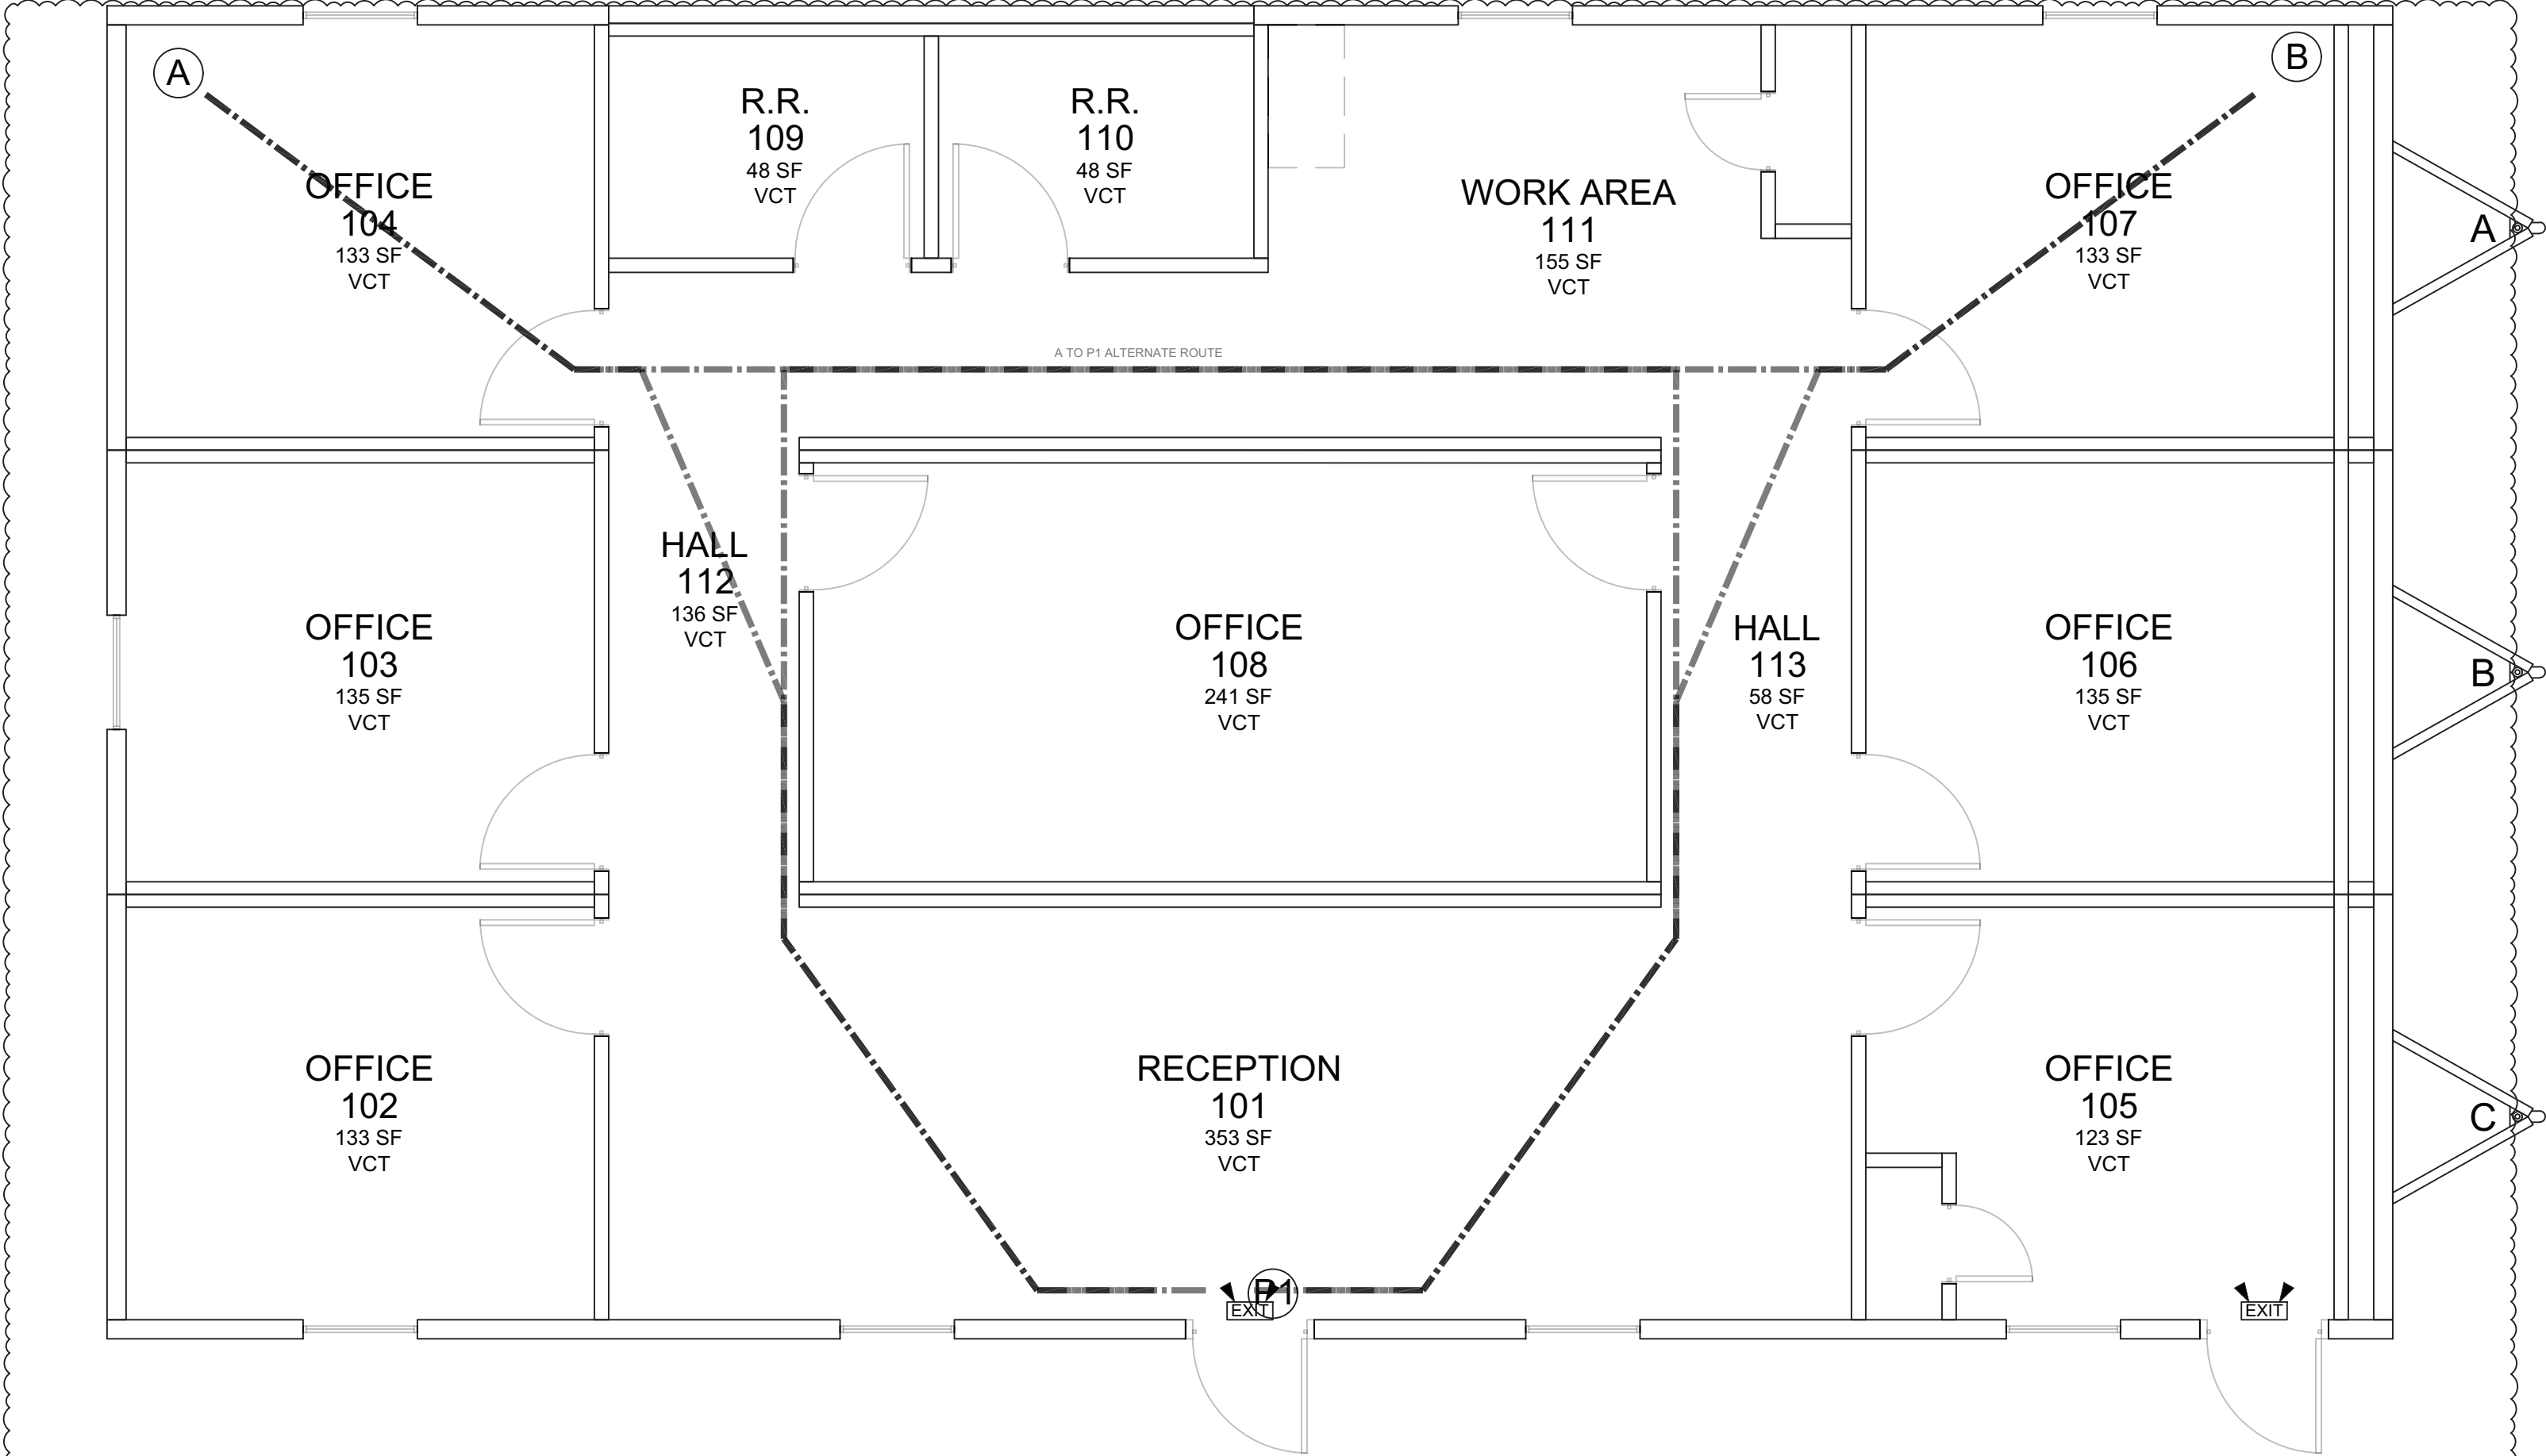 A
B
R.R.
109
48 SF
VCT
R.R.
110
48 SF
VCT
OFFICE
104
133 SF
VCT
WORK AREA
111
155 SF
VCT
OFFICE
107
133 SF
VCT
A
A TO P1 ALTERNATE ROUTE
HALL
112
136 SF
VCT
OFFICE
103
135 SF
VCT
OFFICE
108
241 SF
VCT
HALL
113
58 SF
VCT
OFFICE
106
135 SF
VCT
B
OFFICE
102
133 SF
VCT
RECEPTION
101
353 SF
VCT
OFFICE
105
123 SF
VCT
C
P1
EXIT
EXIT